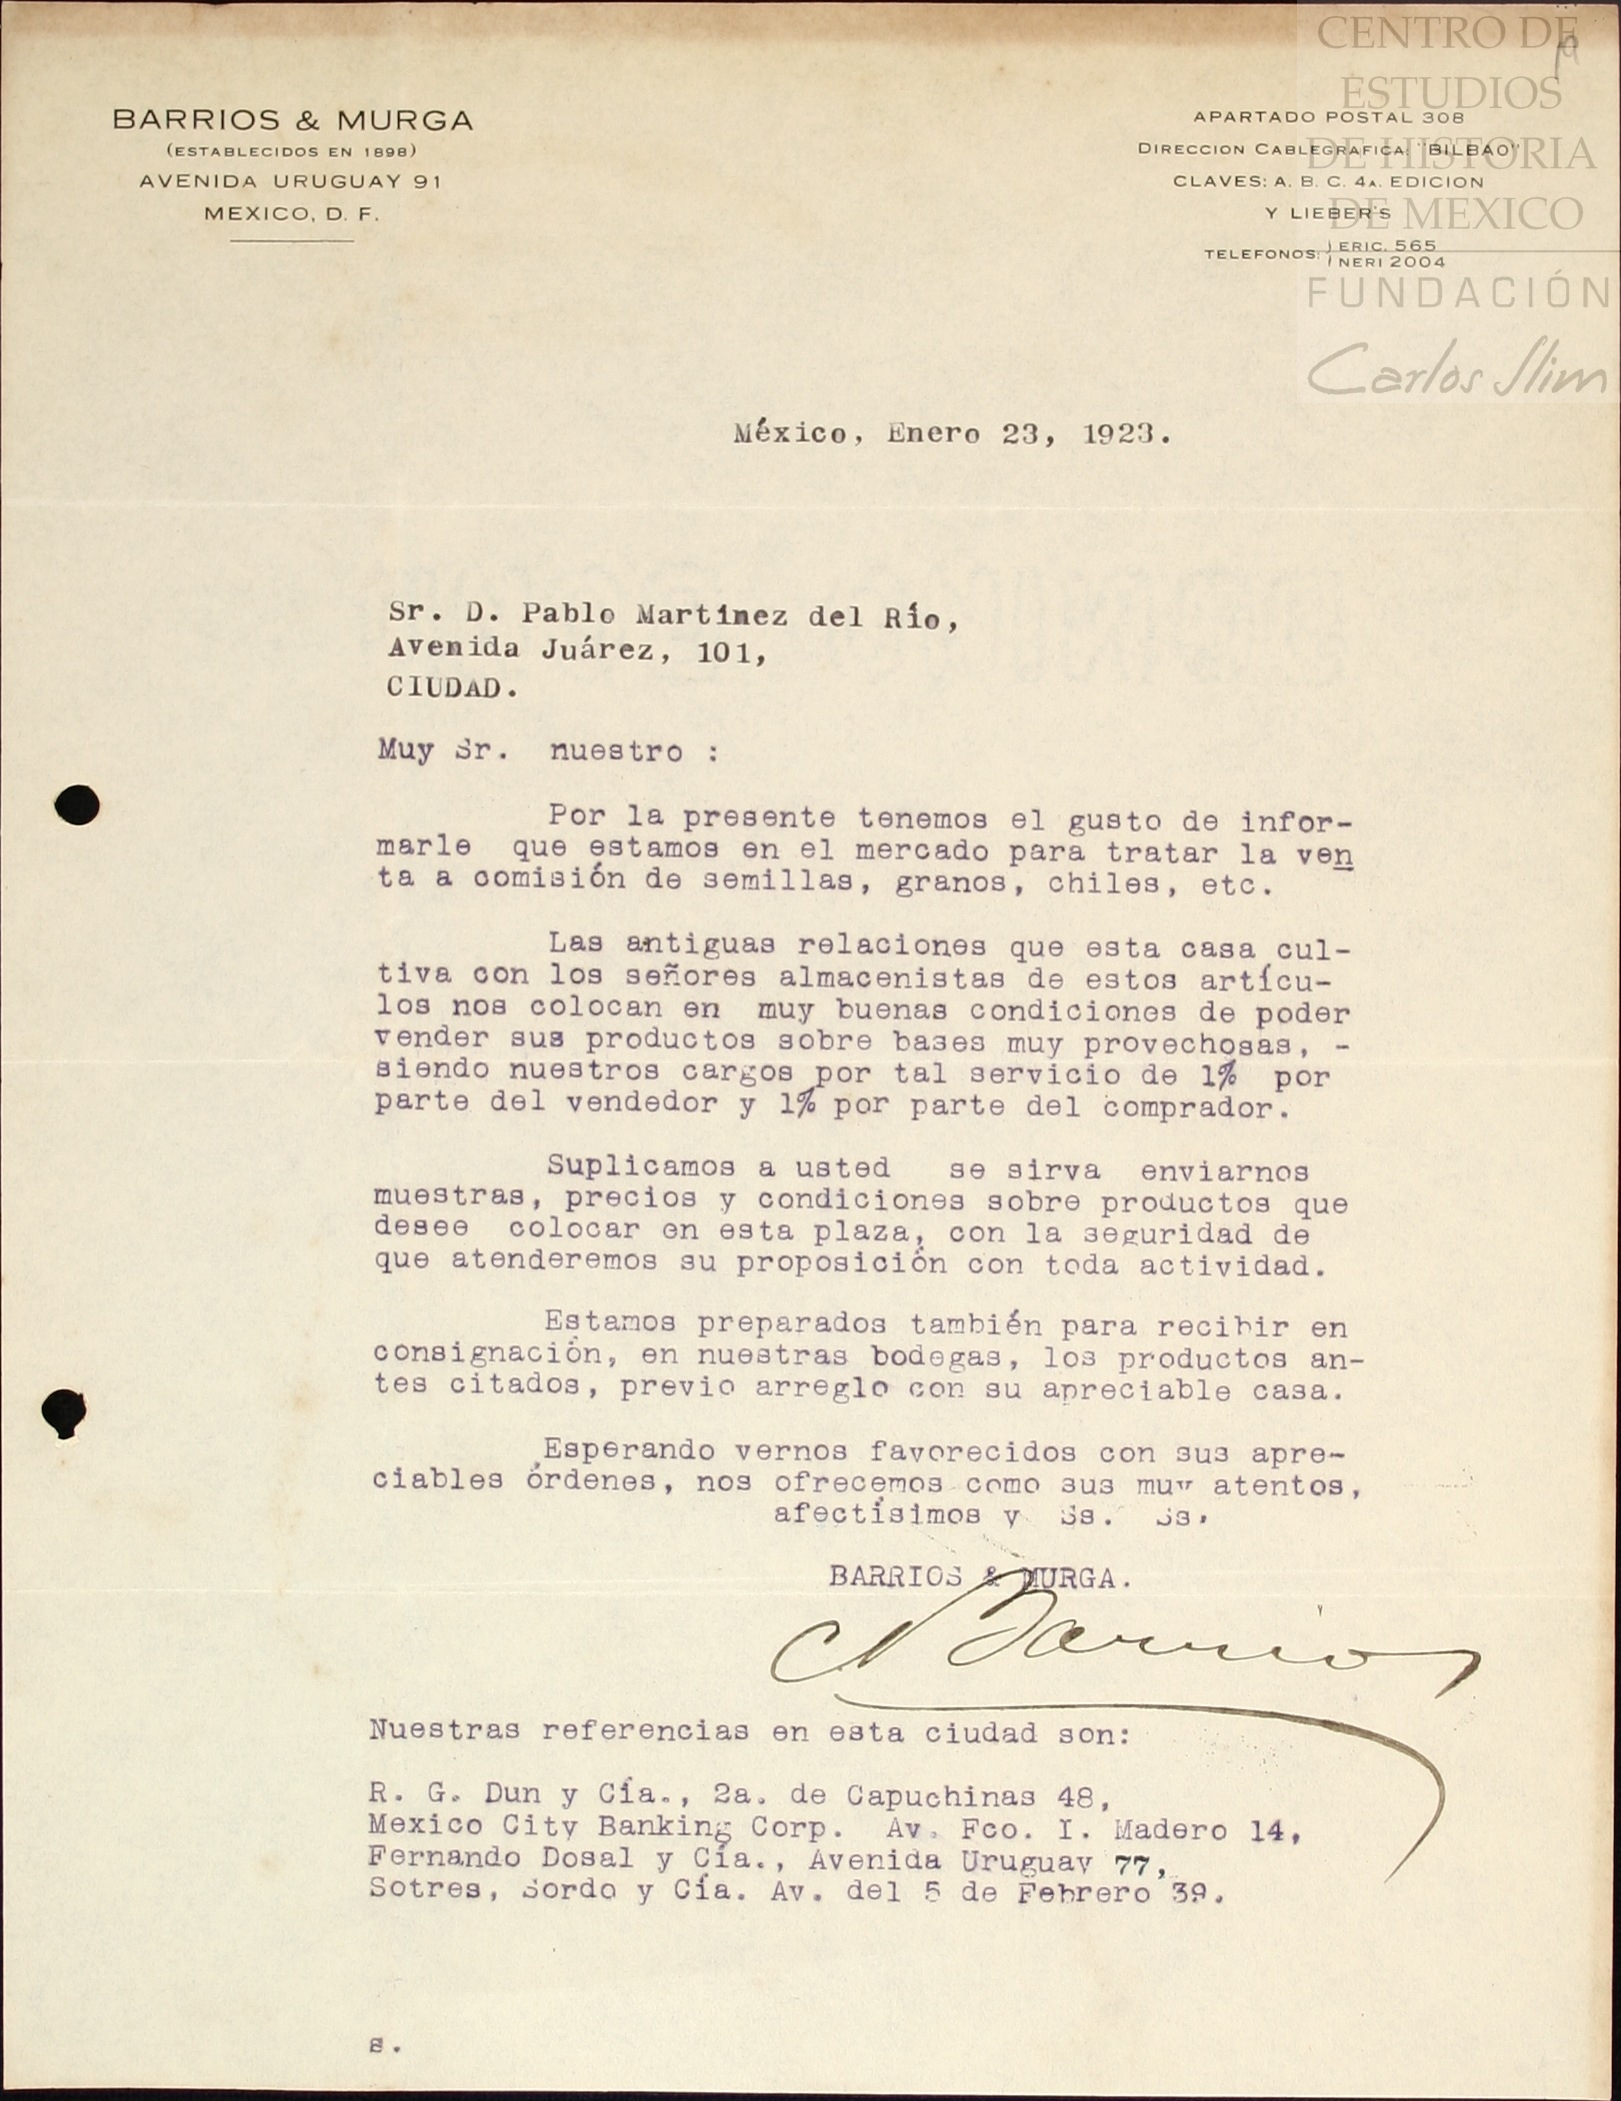 CENTRO DE
ESTUDIOS
DE HISTORIA
DE MEXICO
FUNDACIÓN
Carlos Slim
BARRIOS & MURGA
(ESTABLECIDOS EN 1898)
AVENIDA URUGUAY 91
MEXICO, D. F.
APARTADO POSTAL 308
DIRECCION CABLEGRAFICA: "BILBAO"
CLAVES: A. B. C. 4A. EDICION
Y LIEBER'S
TELEFONOS: ERIC. 565
NERI 2004
México, Enero 23, 1923.
Sr. D. Pablo Martinez del Río,
Avenida Juárez, 101,
CIUDAD.
Muy Sr. nuestro :
Por la presente tenemos el gusto de infor-
marle que estamos en el mercado para tratar la ven
ta a comisión de semillas, granos, chiles, etc.
Las antiguas relaciones que esta casa cul-
tiva con los señores almacenistas de estos artícu-
los nos colocan en muy buenas condiciones de poder
vender sus productos sobre bases muy provechosas, -
siendo nuestros cargos por tal servicio de 1% por
parte del vendedor y 1% por parte del comprador.
Suplicamos a usted se sirva enviarnos
muestras, precios y condiciones sobre productos que
desee colocar en esta plaza, con la seguridad de
que atenderemos su proposición con toda actividad.
Estamos preparados también para recibir en
consignación, en nuestras bodegas, los productos an-
tes citados, previo arreglo con su apreciable casa.
Esperando vernos favorecidos con sus apre-
ciables órdenes, nos ofrecemos como sus muy atentos,
afectísimos y Ss. Ss.
BARRIOS & MURGA.
Barrios
Nuestras referencias en esta ciudad son:
R. G. Dun y Cía., 2a. de Capuchinas 48,
Mexico City Banking Corp. Av. Fco. I. Madero 14,
Fernando Dosal y Cía., Avenida Uruguay 77,
Sotres, Sordo y Cía. Av. del 5 de Febrero 39.
s.